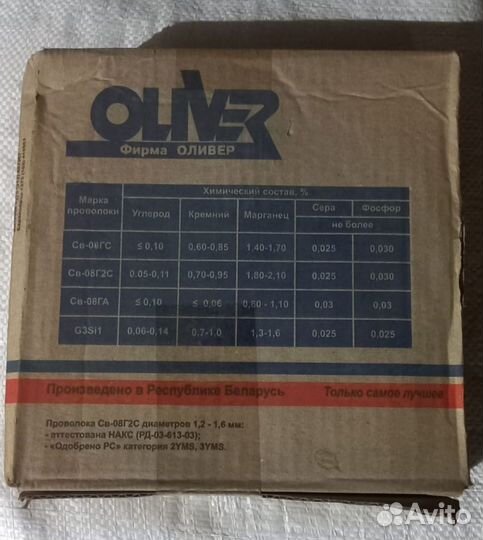 OLIVER
Фирма ОЛИВЕР
Марка проволоки Химический состав, %
Углерод Кремний Марганец Сера Фосфор
не более
Св-08ГС ≤ 0,10 0,60-0,85 1,40-1,70 0,025 0,030
Св-08Г2С 0,05-0,11 0,70-0,95 1,80-2,10 0,025 0,030
Св-08ГА ≤ 0,10 ≤ 0,06 0,80 - 1,10 0,03 0,03
G3Si1 0,06-0,14 0,7-1,0 1,3-1,6 0,025 0,025
Произведено в Республике Беларусь Только самое лучшее
Проволока Св-08Г2С диаметров 1,2 - 1,6 мм:
- аттестована НАКС (РД-03-613-03);
- «Одобрено РС» категория 2YMS, 3YMS.
Avito